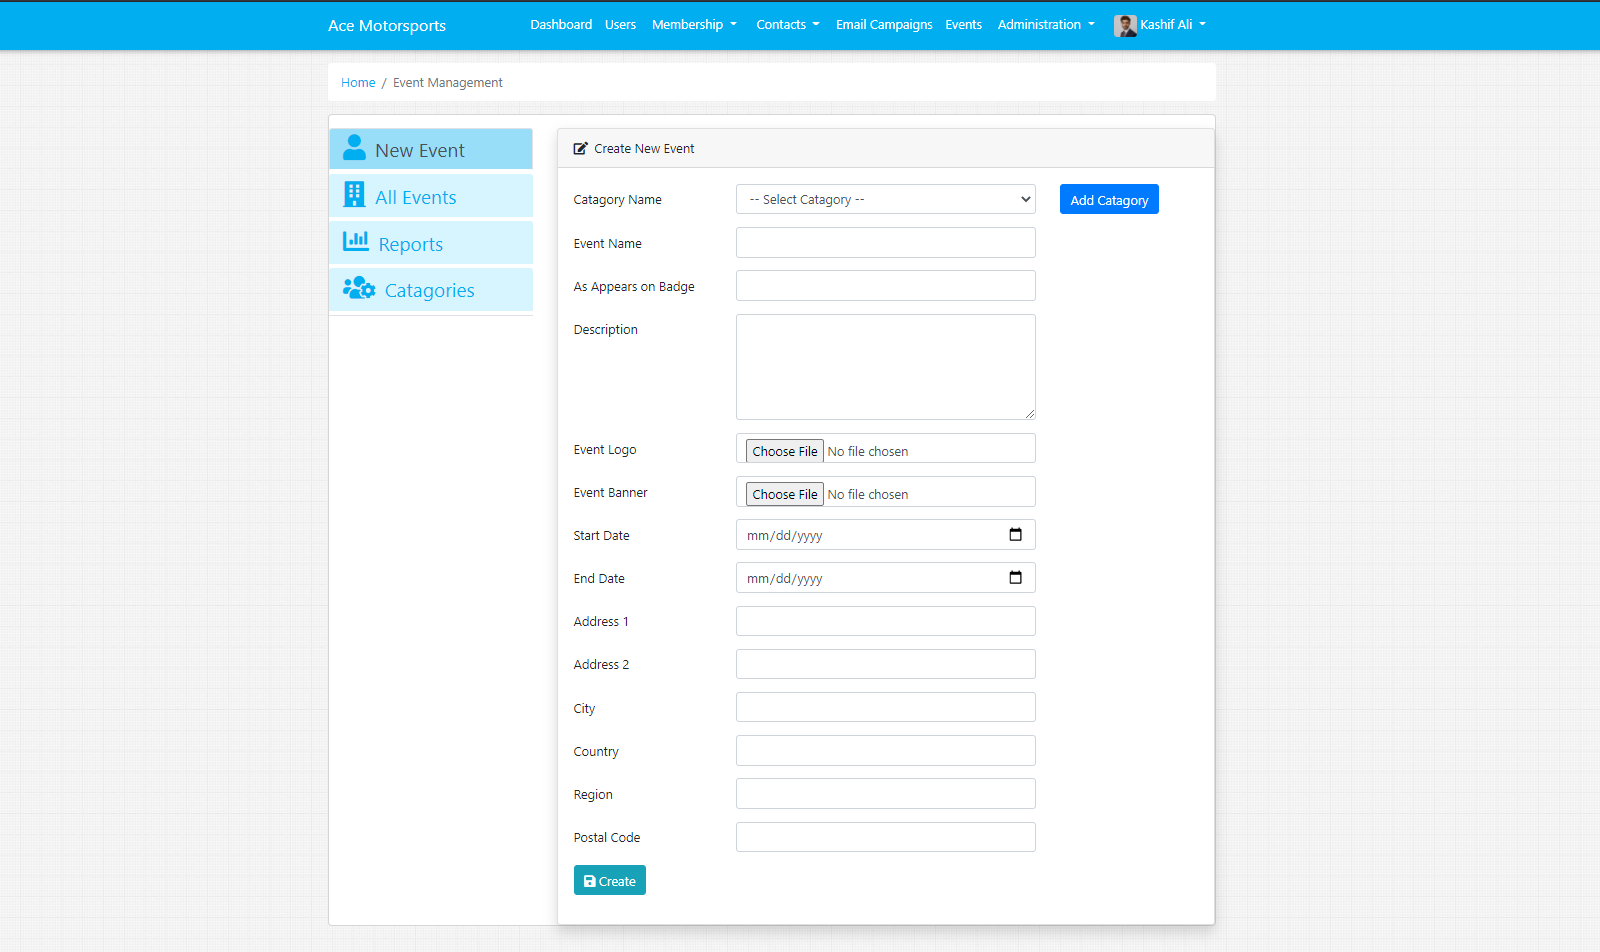 Ace Motorsports Dashboard Users Membership Contacts Email Campaigns Events Administration Kashif Ali
Home / Event Management
New Event
All Events
Reports
Catagories
Create New Event
Catagory Name -- Select Catagory -- Add Catagory
Event Name
As Appears on Badge
Description
Event Logo Choose File No file chosen
Event Banner Choose File No file chosen
Start Date mm/dd/yyyy
End Date mm/dd/yyyy
Address 1
Address 2
City
Country
Region
Postal Code
Create